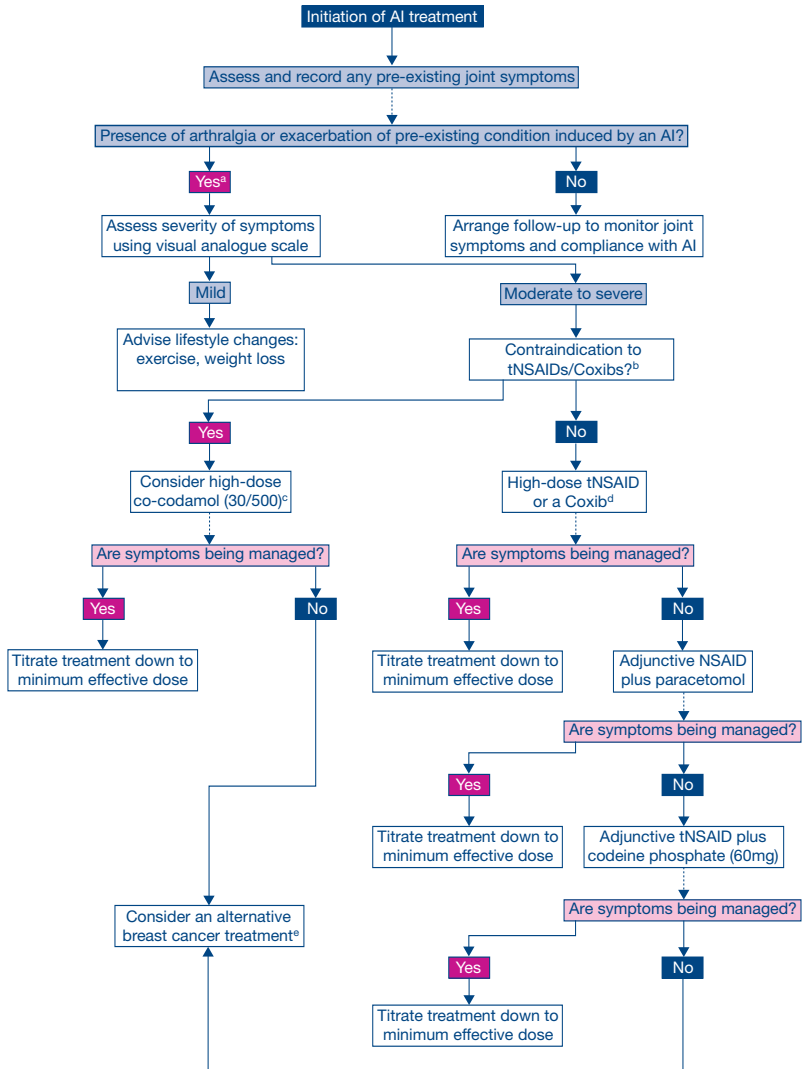 Initiation of AI treatment
Assess and record any pre-existing joint symptoms
Presence of arthralgia or exacerbation of pre-existing condition induced by an AI?
Yesᵃ
No
Assess severity of symptoms
using visual analogue scale
Arrange follow-up to monitor joint
symptoms and compliance with AI
Mild
Moderate to severe
Advise lifestyle changes:
exercise, weight loss
Contraindication to
tNSAIDs/Coxibs?ᵇ
Yes
No
Consider high-dose
co-codamol (30/500)ᶜ
High-dose tNSAID
or a Coxibᵈ
Are symptoms being managed?
Are symptoms being managed?
Yes
No
Yes
No
Titrate treatment down to
minimum effective dose
Titrate treatment down to
minimum effective dose
Adjunctive NSAID
plus paracetomol
Are symptoms being managed?
Yes
No
Titrate treatment down to
minimum effective dose
Adjunctive tNSAID plus
codeine phosphate (60mg)
Consider an alternative
breast cancer treatmentᵉ
Are symptoms being managed?
Yes
No
Titrate treatment down to
minimum effective dose